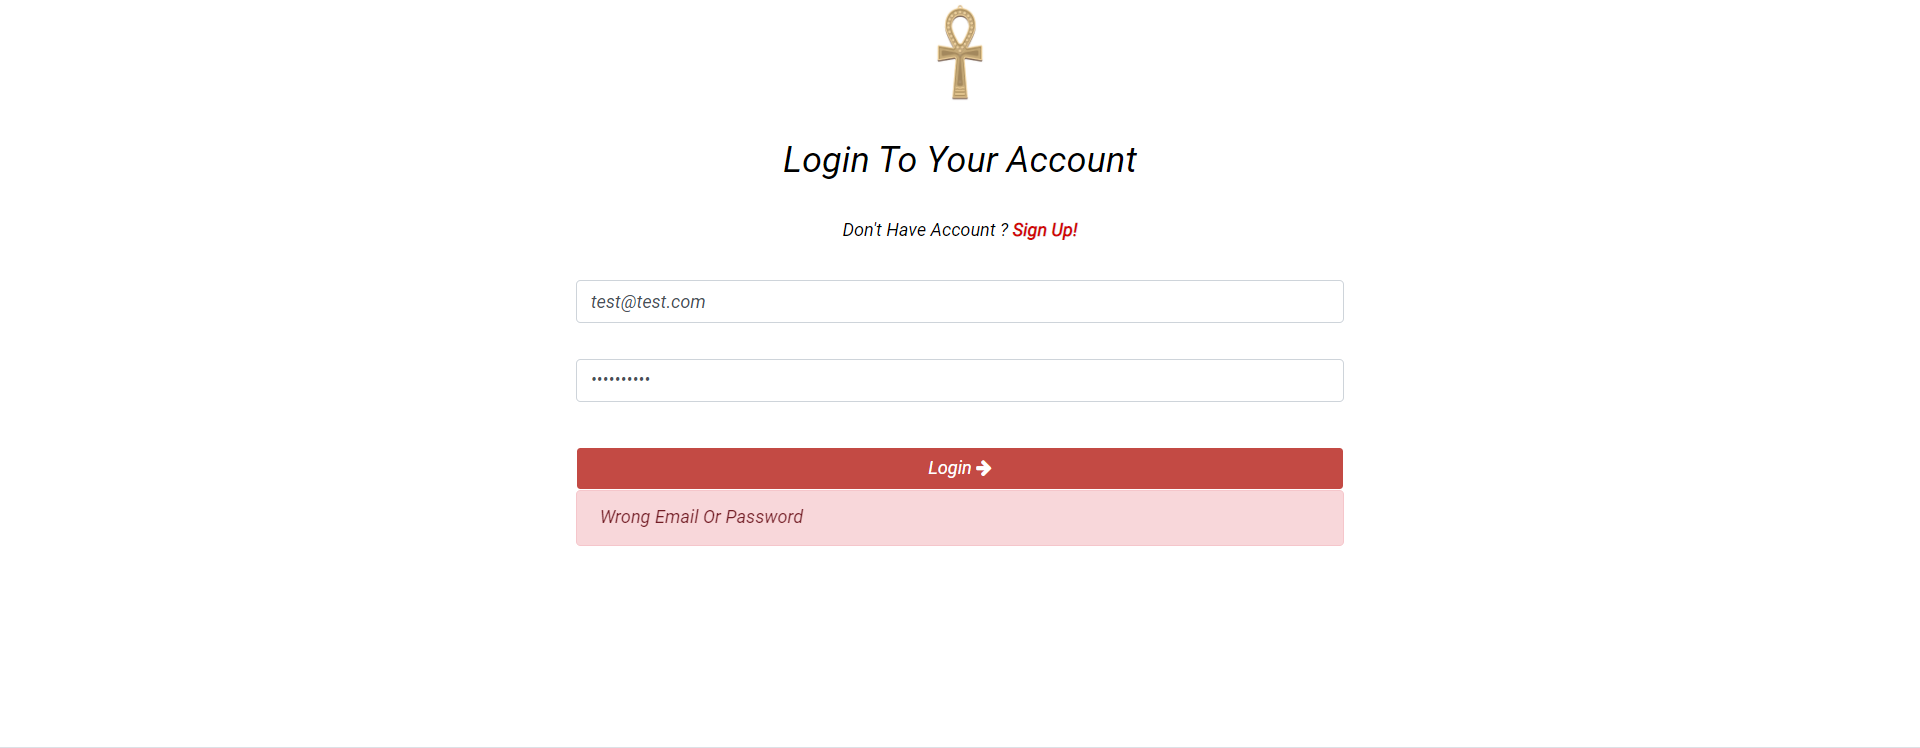 Login To Your Account
Don't Have Account ? Sign Up!
test@test.com
••••••••••
Login
Wrong Email Or Password